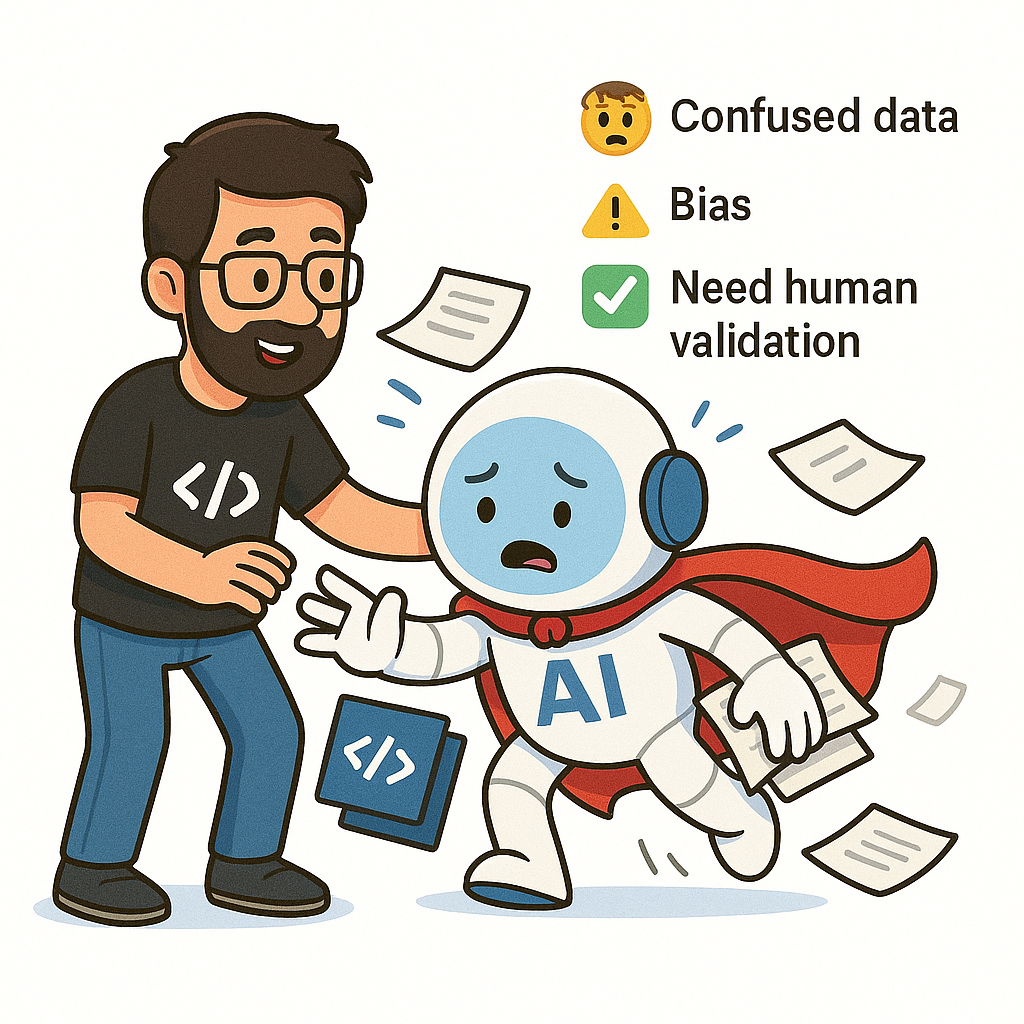 Confused data
Bias
Need human
validation
</>
AI
</>